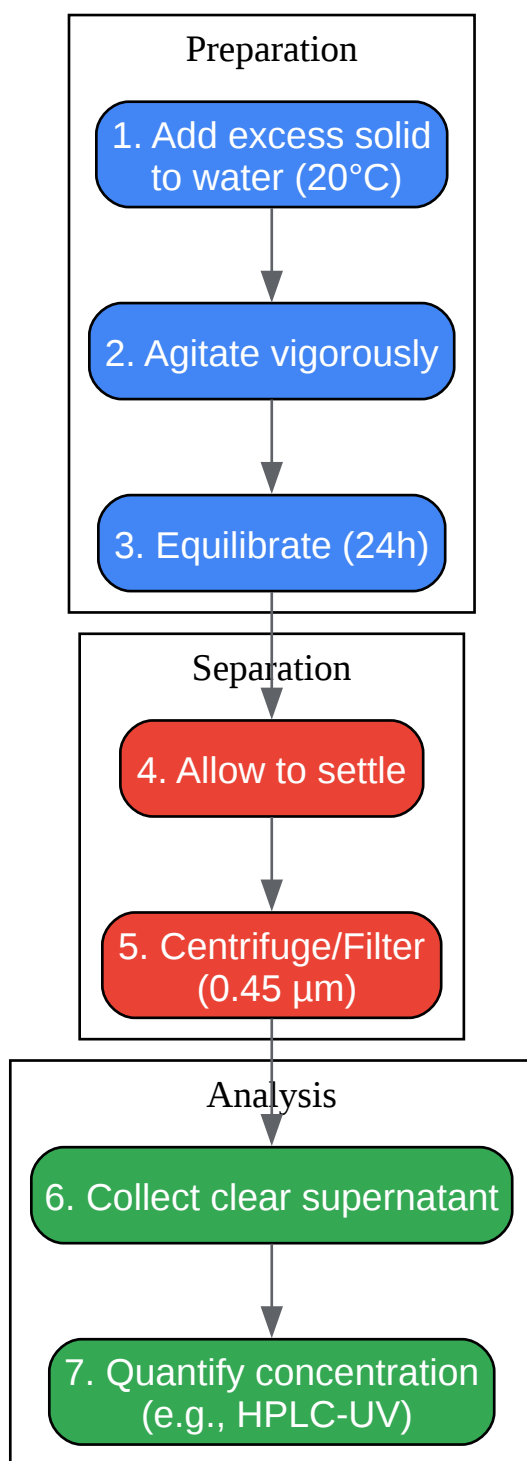 Preparation
1. Add excess solid
to water (20°C)
2. Agitate vigorously
3. Equilibrate (24h)
Separation
4. Allow to settle
5. Centrifuge/Filter
(0.45 µm)
Analysis
6. Collect clear supernatant
7. Quantify concentration
(e.g., HPLC-UV)